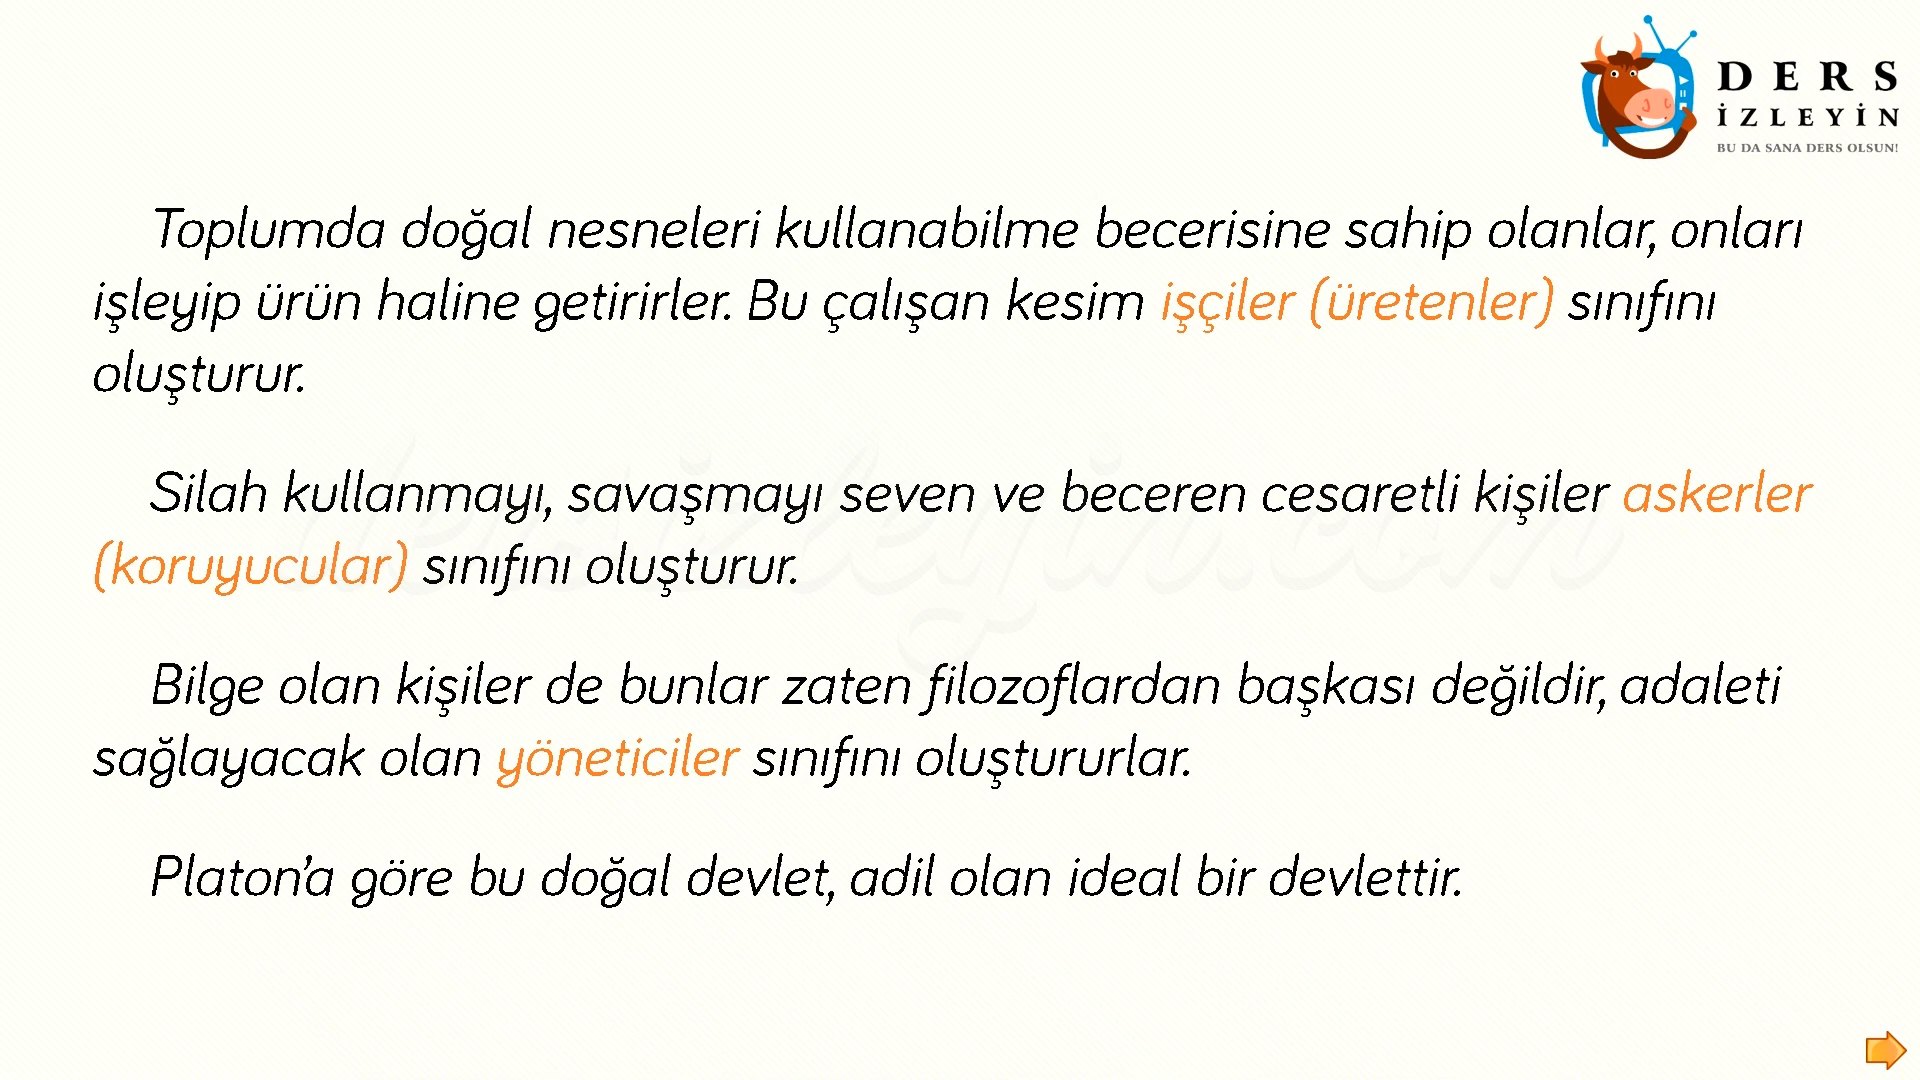 DERS
İZLEYİN
BU DA SANA DERS OLSUN!
Toplumda doğal nesneleri kullanabilme becerisine sahip olanlar, onları
işleyip ürün haline getirirler. Bu çalışan kesim işçiler (üretenler) sınıfını
oluşturur.
Silah kullanmayı, savaşmayı seven ve beceren cesaretli kişiler askerler
(koruyucular) sınıfını oluşturur.
Bilge olan kişiler de bunlar zaten filozoflardan başkası değildir, adaleti
sağlayacak olan yöneticiler sınıfını oluştururlar.
Platon’a göre bu doğal devlet, adil olan ideal bir devlettir.
dersizleyin.com